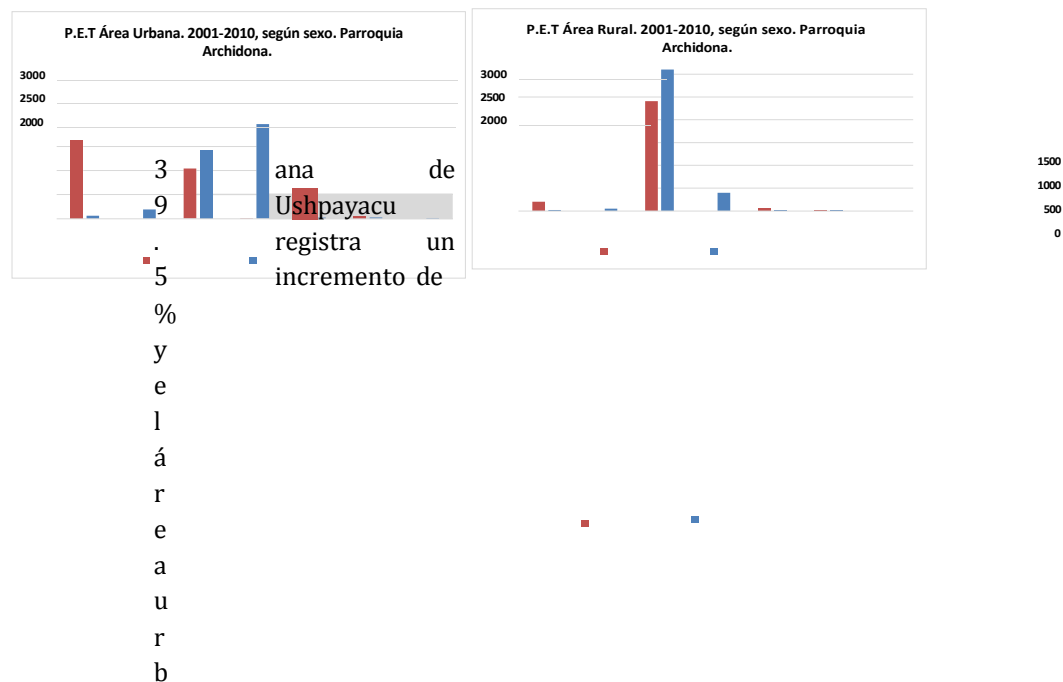 P.E.T Área Urbana. 2001-2010, según sexo. Parroquia
Archidona.
3000
2500
2000
P.E.T Área Rural. 2001-2010, según sexo. Parroquia
Archidona.
3000
2500
2000
1500
1000
500
0
3
9
.
5
%
y
e
l
á
r
e
a
u
r
b
ana de
Ushpayacu
registra un
incremento de